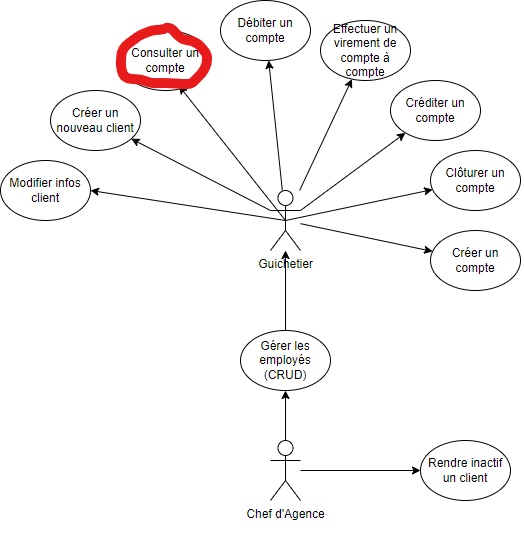 Débiter un
compte
Effectuer un
virement de
compte à
compte
Consulter un
compte
Créditer un
compte
Créer un
nouveau client
Clôturer un
compte
Modifier infos
client
Créer un
compte
Guichetier
Gérer les
employés
(CRUD)
Rendre inactif
un client
Chef d'Agence